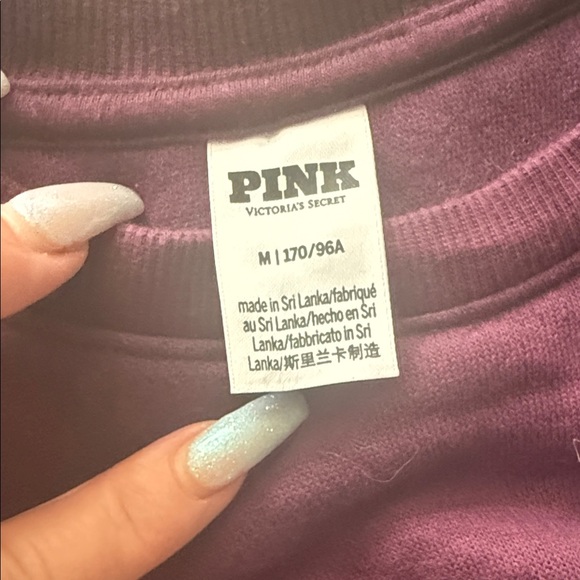 PINK
VICTORIA'S SECRET
M | 170/96A
made in Sri Lanka/fabriqué
au Sri Lanka/hecho en Sri
Lanka/fabbricato in Sri
Lanka/斯里兰卡制造